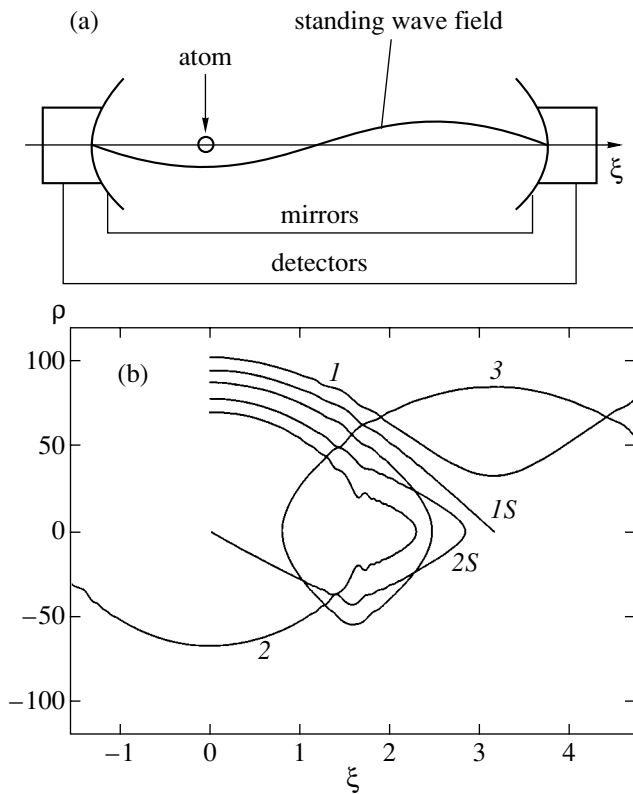 (a)
standing wave field
atom
ξ
mirrors
detectors
ρ
(b)
100
50
0
−50
−100
1
3
1S
2S
2
−1 0 1 2 3 4
ξ